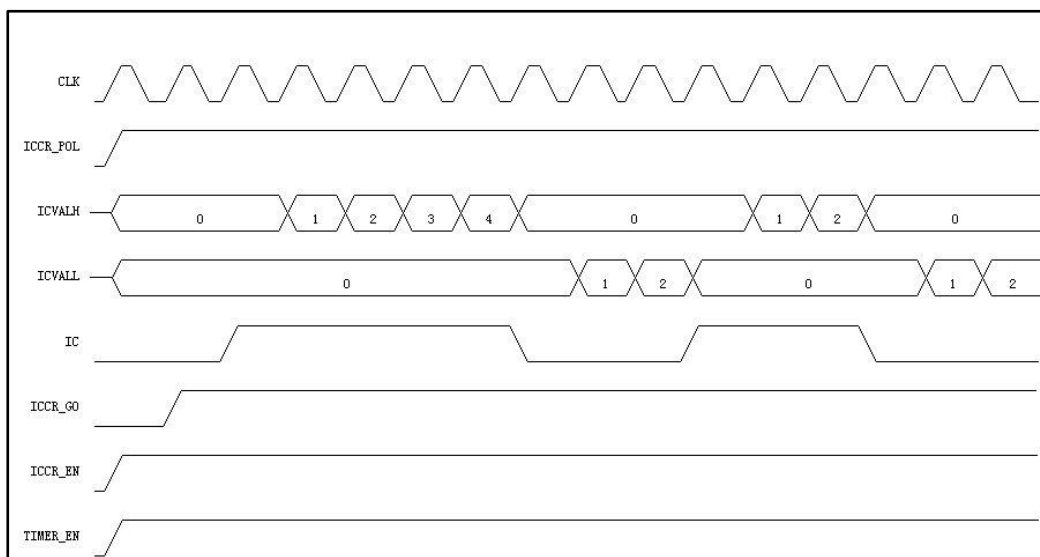 CLK
ICCR_POL
ICVALH 0 1 2 3 4 0 1 2 0
ICVALL 0 1 2 0 1 2
IC
ICCR_GO
ICCR_EN
TIMER_EN